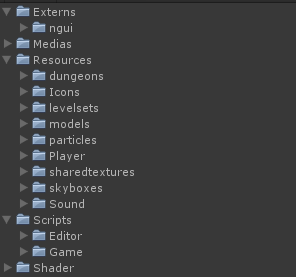 Externs
ngui
Medias
Resources
dungeons
Icons
levelsets
models
particles
Player
sharedtextures
skyboxes
Sound
Scripts
Editor
Game
Shader